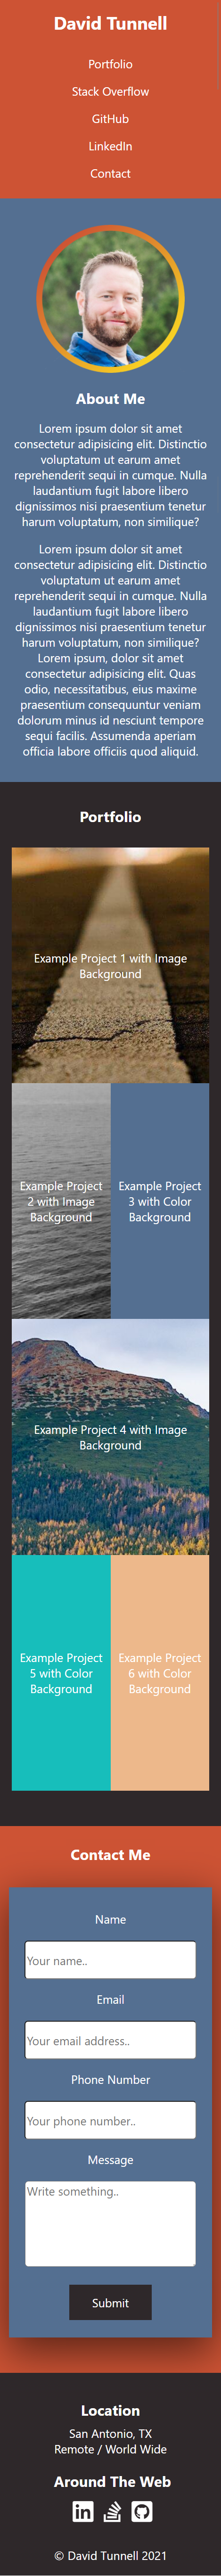 David Tunnell
Portfolio
Stack Overflow
GitHub
LinkedIn
Contact
About Me
Lorem ipsum dolor sit amet
consectetur adipisicing elit. Distinctio
voluptatum ut earum amet
reprehenderit sequi in cumque. Nulla
laudantium fugit labore libero
dignissimos nisi praesentium tenetur
harum voluptatum, non similique?
Lorem ipsum dolor sit amet
consectetur adipisicing elit. Distinctio
voluptatum ut earum amet
reprehenderit sequi in cumque. Nulla
laudantium fugit labore libero
dignissimos nisi praesentium tenetur
harum voluptatum, non similique?
Lorem ipsum, dolor sit amet
consectetur adipisicing elit. Quas
odio, necessitatibus, eius maxime
praesentium consequuntur veniam
dolorum minus id nesciunt tempore
sequi facilis. Assumenda aperiam
officia labore officiis quod aliquid.
Portfolio
Example Project 1 with Image
Background
Example Project
2 with Image
Background
Example Project
3 with Color
Background
Example Project 4 with Image
Background
Example Project
5 with Color
Background
Example Project
6 with Color
Background
Contact Me
Name
Your name..
Email
Your email address..
Phone Number
Your phone number..
Message
Write something..
Submit
Location
San Antonio, TX
Remote / World Wide
Around The Web
© David Tunnell 2021